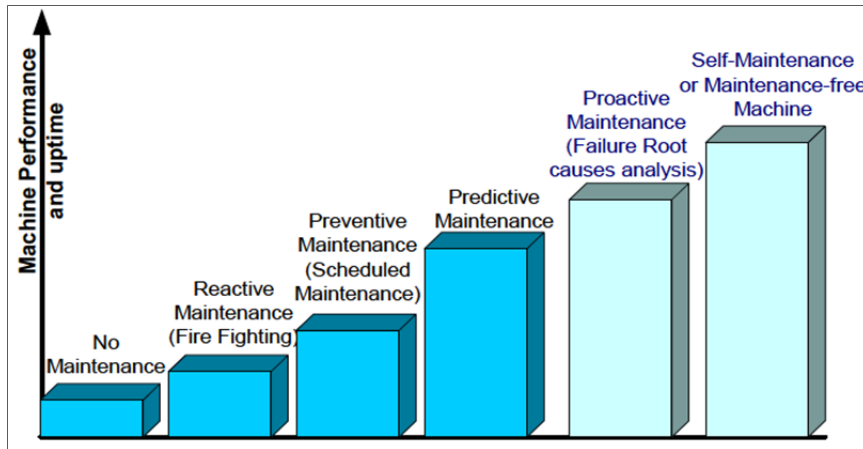 Machine Performance
and uptime
No
Maintenance
Reactive
Maintenance
(Fire Fighting)
Preventive
Maintenance
(Scheduled
Maintenance)
Predictive
Maintenance
Proactive
Maintenance
(Failure Root
causes analysis)
Self-Maintenance
or Maintenance-free
Machine